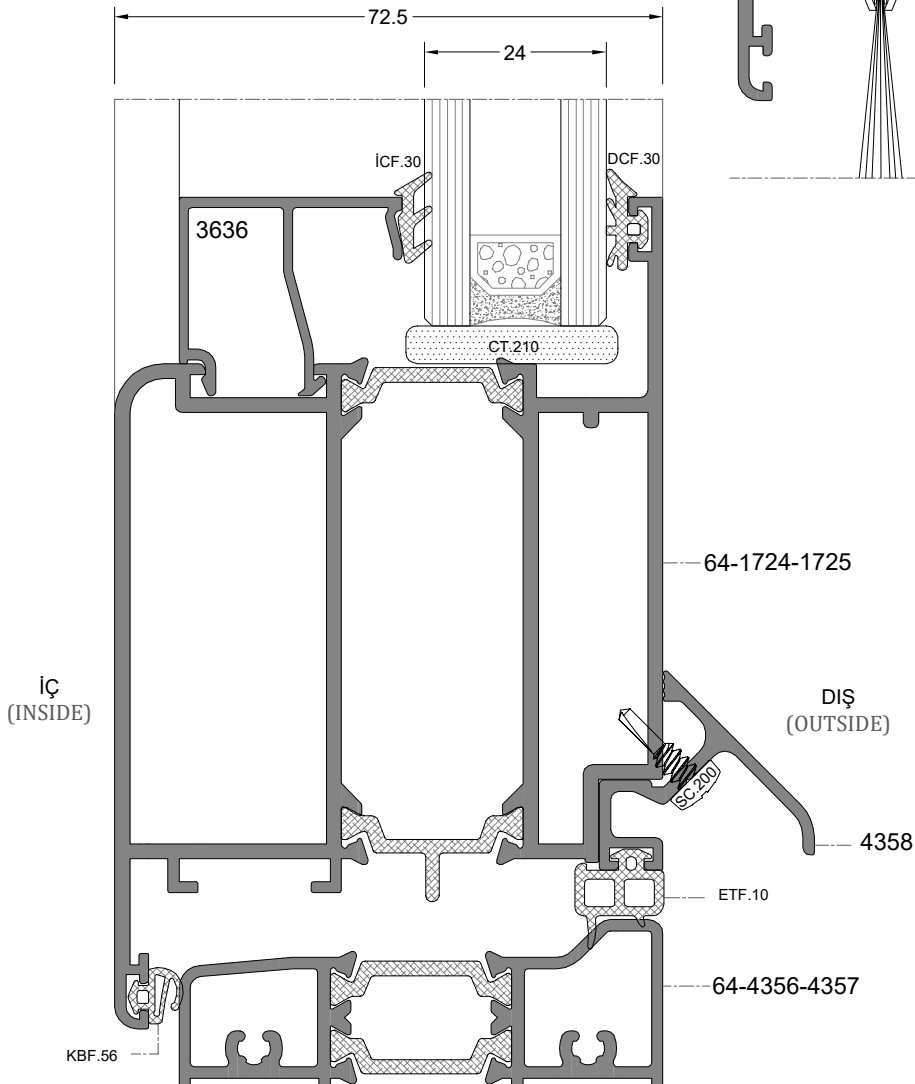 72.5
24
İCF.30
DCF.30
3636
CT.210
64-1724-1725
İÇ
(INSIDE)
DIŞ
(OUTSIDE)
SC.200
4358
ETF.10
64-4356-4357
KBF.56